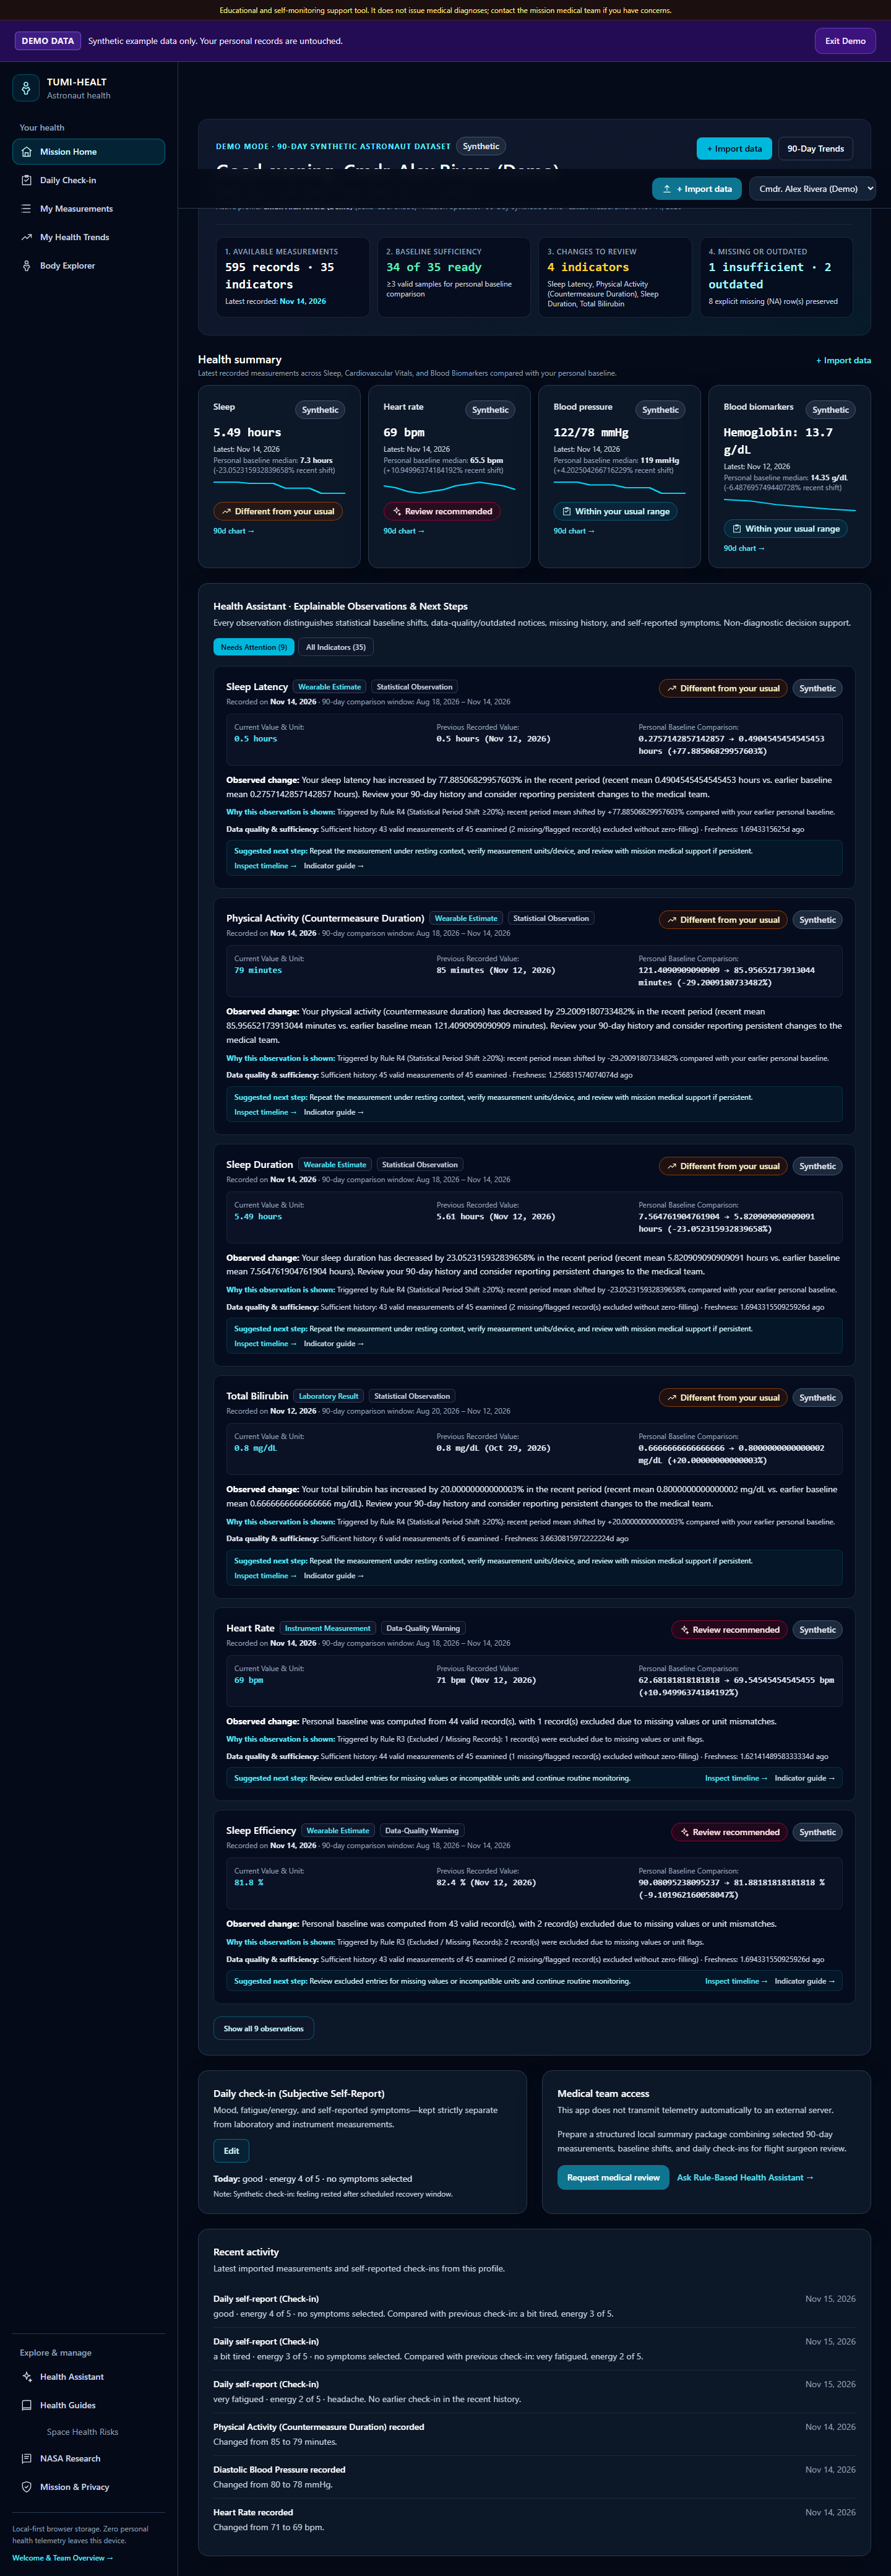 Educational and self-monitoring support tool. It does not issue medical diagnoses; contact the mission medical team if you have concerns.
DEMO DATA Synthetic example data only. Your personal records are untouched.
Exit Demo
TUMI-HEALT
Astronaut health
Your health
Mission Home
Daily Check-in
My Measurements
My Health Trends
Body Explorer
DEMO MODE · 90-DAY SYNTHETIC ASTRONAUT DATASET Synthetic
+ Import data
90-Day Trends
+ Import data
Cmdr. Alex Rivera (Demo)
1. AVAILABLE MEASUREMENTS
595 records · 35
indicators
Latest recorded: Nov 14, 2026
2. BASELINE SUFFICIENCY
34 of 35 ready
≥3 valid samples for personal baseline
comparison
3. CHANGES TO REVIEW
4 indicators
Sleep Latency, Physical Activity
(Countermeasure Duration), Sleep
Duration, Total Bilirubin
4. MISSING OR OUTDATED
1 insufficient · 2
outdated
8 explicit missing (NA) row(s) preserved
Health summary
+ Import data
Latest recorded measurements across Sleep, Cardiovascular Vitals, and Blood Biomarkers compared with your personal baseline.
Sleep
Synthetic
5.49 hours
Latest: Nov 14, 2026
Personal baseline median: 7.3 hours
(-23.052315932839658% recent shift)
Different from your usual
90d chart →
Heart rate
Synthetic
69 bpm
Latest: Nov 14, 2026
Personal baseline median: 65.5 bpm
(+10.94996374184192% recent shift)
Review recommended
90d chart →
Blood pressure
Synthetic
122/78 mmHg
Latest: Nov 14, 2026
Personal baseline median: 119 mmHg
(+4.202504266716229% recent shift)
Within your usual range
90d chart →
Blood biomarkers
Synthetic
Hemoglobin: 13.7
g/dL
Latest: Nov 12, 2026
Personal baseline median: 14.35 g/dL
(-6.487695749440728% recent shift)
Within your usual range
90d chart →
Health Assistant · Explainable Observations & Next Steps
Every observation distinguishes statistical baseline shifts, data-quality/outdated notices, missing history, and self-reported symptoms. Non-diagnostic decision support.
Needs Attention (9)
All Indicators (35)
Sleep Latency Wearable Estimate Statistical Observation
Different from your usual Synthetic
Recorded on Nov 14, 2026 · 90-day comparison window: Aug 18, 2026 – Nov 14, 2026
Current Value & Unit:
0.5 hours
Previous Recorded Value:
0.5 hours (Nov 12, 2026)
Personal Baseline Comparison:
0.2757142857142857 → 0.4904545454545453
hours (+77.88506829957603%)
Observed change: Your sleep latency has increased by 77.88506829957603% in the recent period (recent mean 0.4904545454545453 hours vs. earlier baseline
mean 0.2757142857142857 hours). Review your 90-day history and consider reporting persistent changes to the medical team.
Why this observation is shown: Triggered by Rule R4 (Statistical Period Shift ≥20%): recent period mean shifted by +77.88506829957603% compared with your earlier personal baseline.
Data quality & sufficiency: Sufficient history: 43 valid measurements of 45 examined (2 missing/flagged record(s) excluded without zero-filling) · Freshness: 1.6943315625d ago
Suggested next step: Repeat the measurement under resting context, verify measurement units/device, and review with mission medical support if persistent.
Inspect timeline → Indicator guide →
Physical Activity (Countermeasure Duration) Wearable Estimate Statistical Observation
Different from your usual Synthetic
Recorded on Nov 14, 2026 · 90-day comparison window: Aug 18, 2026 – Nov 14, 2026
Current Value & Unit:
79 minutes
Previous Recorded Value:
85 minutes (Nov 12, 2026)
Personal Baseline Comparison:
121.4090909090909 → 85.95652173913044
minutes (-29.2009180733482%)
Observed change: Your physical activity (countermeasure duration) has decreased by 29.2009180733482% in the recent period (recent mean
85.95652173913044 minutes vs. earlier baseline mean 121.4090909090909 minutes). Review your 90-day history and consider reporting persistent changes to the
medical team.
Why this observation is shown: Triggered by Rule R4 (Statistical Period Shift ≥20%): recent period mean shifted by -29.2009180733482% compared with your earlier personal baseline.
Data quality & sufficiency: Sufficient history: 45 valid measurements of 45 examined · Freshness: 1.256831574074074d ago
Suggested next step: Repeat the measurement under resting context, verify measurement units/device, and review with mission medical support if persistent.
Inspect timeline → Indicator guide →
Sleep Duration Wearable Estimate Statistical Observation
Different from your usual Synthetic
Recorded on Nov 14, 2026 · 90-day comparison window: Aug 18, 2026 – Nov 14, 2026
Current Value & Unit:
5.49 hours
Previous Recorded Value:
5.61 hours (Nov 12, 2026)
Personal Baseline Comparison:
7.564761904761904 → 5.820909090909091
hours (-23.052315932839658%)
Observed change: Your sleep duration has decreased by 23.052315932839658% in the recent period (recent mean 5.820909090909091 hours vs. earlier baseline
mean 7.564761904761904 hours). Review your 90-day history and consider reporting persistent changes to the medical team.
Why this observation is shown: Triggered by Rule R4 (Statistical Period Shift ≥20%): recent period mean shifted by -23.052315932839658% compared with your earlier personal baseline.
Data quality & sufficiency: Sufficient history: 43 valid measurements of 45 examined (2 missing/flagged record(s) excluded without zero-filling) · Freshness: 1.694331550925926d ago
Suggested next step: Repeat the measurement under resting context, verify measurement units/device, and review with mission medical support if persistent.
Inspect timeline → Indicator guide →
Total Bilirubin Laboratory Result Statistical Observation
Different from your usual Synthetic
Recorded on Nov 12, 2026 · 90-day comparison window: Aug 20, 2026 – Nov 12, 2026
Current Value & Unit:
0.8 mg/dL
Previous Recorded Value:
0.8 mg/dL (Oct 29, 2026)
Personal Baseline Comparison:
0.6666666666666666 → 0.8000000000000002
mg/dL (+20.00000000000003%)
Observed change: Your total bilirubin has increased by 20.00000000000003% in the recent period (recent mean 0.8000000000000002 mg/dL vs. earlier baseline
mean 0.6666666666666666 mg/dL). Review your 90-day history and consider reporting persistent changes to the medical team.
Why this observation is shown: Triggered by Rule R4 (Statistical Period Shift ≥20%): recent period mean shifted by +20.00000000000003% compared with your earlier personal baseline.
Data quality & sufficiency: Sufficient history: 6 valid measurements of 6 examined · Freshness: 3.6630815972222224d ago
Suggested next step: Repeat the measurement under resting context, verify measurement units/device, and review with mission medical support if persistent.
Inspect timeline → Indicator guide →
Heart Rate Instrument Measurement Data-Quality Warning
Review recommended Synthetic
Recorded on Nov 14, 2026 · 90-day comparison window: Aug 18, 2026 – Nov 14, 2026
Current Value & Unit:
69 bpm
Previous Recorded Value:
71 bpm (Nov 12, 2026)
Personal Baseline Comparison:
62.68181818181818 → 69.54545454545455 bpm
(+10.94996374184192%)
Observed change: Personal baseline was computed from 44 valid record(s), with 1 record(s) excluded due to missing values or unit mismatches.
Why this observation is shown: Triggered by Rule R3 (Excluded / Missing Records): 1 record(s) were excluded due to missing values or unit flags.
Data quality & sufficiency: Sufficient history: 44 valid measurements of 45 examined (1 missing/flagged record(s) excluded without zero-filling) · Freshness: 1.6214148958333334d ago
Suggested next step: Review excluded entries for missing values or incompatible units and continue routine monitoring.
Inspect timeline → Indicator guide →
Sleep Efficiency Wearable Estimate Data-Quality Warning
Review recommended Synthetic
Recorded on Nov 14, 2026 · 90-day comparison window: Aug 18, 2026 – Nov 14, 2026
Current Value & Unit:
81.8 %
Previous Recorded Value:
82.4 % (Nov 12, 2026)
Personal Baseline Comparison:
90.08095238095237 → 81.88181818181818 %
(-9.101962160058047%)
Observed change: Personal baseline was computed from 43 valid record(s), with 2 record(s) excluded due to missing values or unit mismatches.
Why this observation is shown: Triggered by Rule R3 (Excluded / Missing Records): 2 record(s) were excluded due to missing values or unit flags.
Data quality & sufficiency: Sufficient history: 43 valid measurements of 45 examined (2 missing/flagged record(s) excluded without zero-filling) · Freshness: 1.694331550925926d ago
Suggested next step: Review excluded entries for missing values or incompatible units and continue routine monitoring.
Inspect timeline → Indicator guide →
Show all 9 observations
Daily check-in (Subjective Self-Report)
Mood, fatigue/energy, and self-reported symptoms—kept strictly separate
from laboratory and instrument measurements.
Edit
Today: good · energy 4 of 5 · no symptoms selected
Note: Synthetic check-in: feeling rested after scheduled recovery window.
Medical team access
This app does not transmit telemetry automatically to an external server.
Prepare a structured local summary package combining selected 90-day
measurements, baseline shifts, and daily check-ins for flight surgeon review.
Request medical review
Ask Rule-Based Health Assistant →
Recent activity
Latest imported measurements and self-reported check-ins from this profile.
Daily self-report (Check-in)
Nov 15, 2026
good · energy 4 of 5 · no symptoms selected. Compared with previous check-in: a bit tired, energy 3 of 5.
Daily self-report (Check-in)
Nov 15, 2026
a bit tired · energy 3 of 5 · no symptoms selected. Compared with previous check-in: very fatigued, energy 2 of 5.
Daily self-report (Check-in)
Nov 15, 2026
very fatigued · energy 2 of 5 · headache. No earlier check-in in the recent history.
Physical Activity (Countermeasure Duration) recorded
Nov 14, 2026
Changed from 85 to 79 minutes.
Diastolic Blood Pressure recorded
Nov 14, 2026
Changed from 80 to 78 mmHg.
Heart Rate recorded
Nov 14, 2026
Changed from 71 to 69 bpm.
Explore & manage
Health Assistant
Health Guides
Space Health Risks
NASA Research
Mission & Privacy
Local-first browser storage. Zero personal
health telemetry leaves this device.
Welcome & Team Overview →